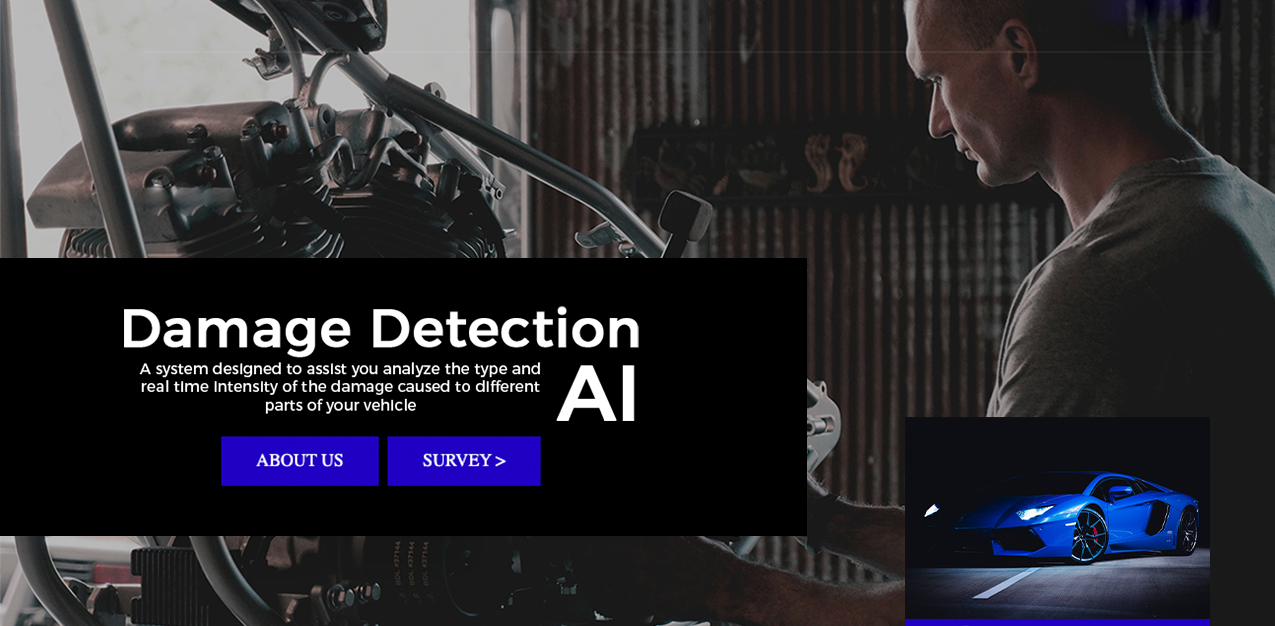 Damage Detection
A system designed to assist you analyze the type and
real time intensity of the damage caused to different
parts of your vehicle
AI
ABOUT US
SURVEY >